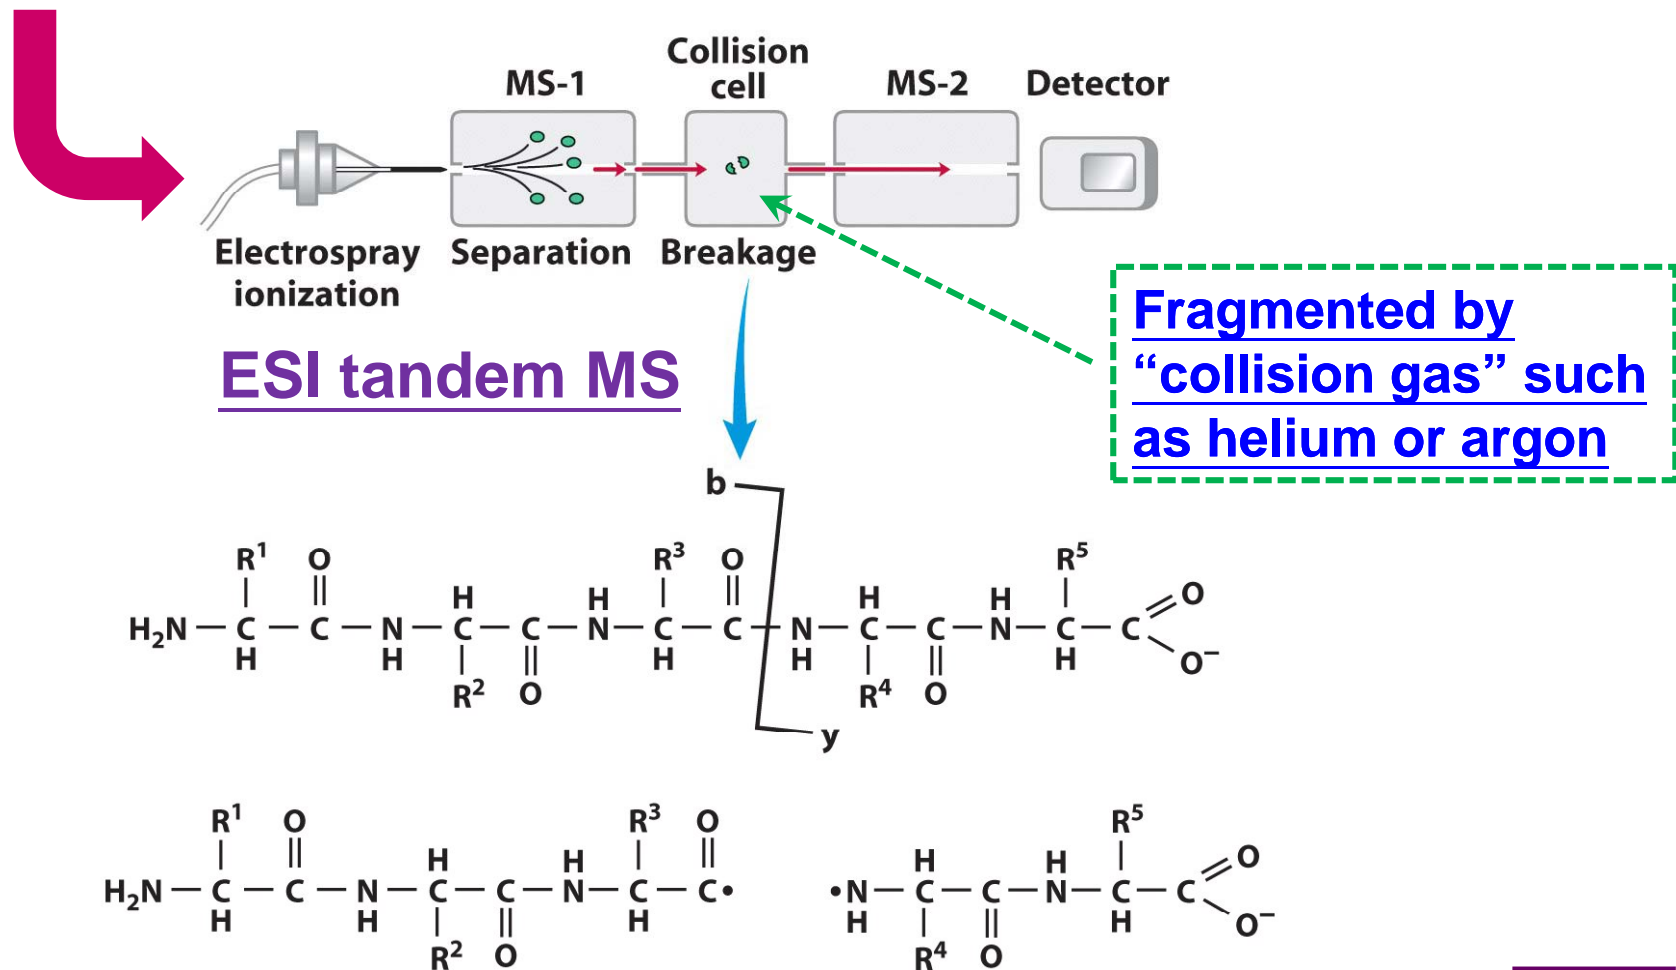 Collision
cell
MS-1
MS-2
Detector
Electrospray
ionization
Separation
Breakage
ESI tandem MS
Fragmented by
“collision gas” such
as helium or argon
b
R¹ O R³ O R⁵
H H H H O
H₂N — C — C — N — C — C — N — C — C — N — C — C — N — C — C
H H H H H O⁻
R² O R⁴ O
y
R¹ O R³ O R⁵
H H H H O
H₂N — C — C — N — C — C — N — C — C• •N — C — C — N — C — C
H H H H H O⁻
R² O R⁴ O